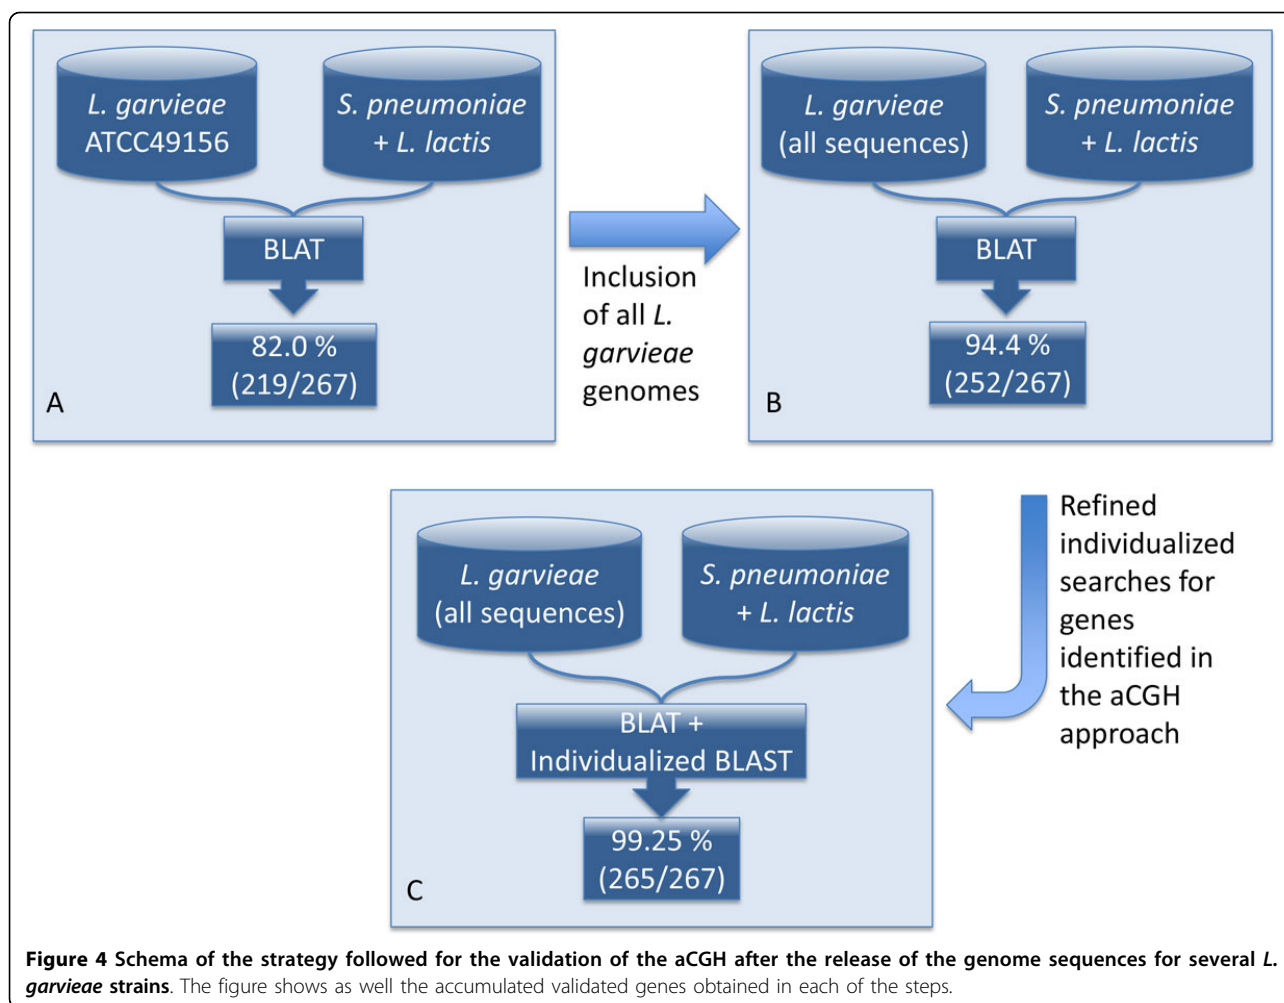 L. garvieae
ATCC49156
S. pneumoniae
+ L. lactis
BLAT
82.0 %
(219/267)
A
Inclusion
of all L.
garvieae
genomes
L. garvieae
(all sequences)
S. pneumoniae
+ L. lactis
BLAT
94.4 %
(252/267)
B
Refined
individualized
searches for
genes
identified in
the aCGH
approach
L. garvieae
(all sequences)
S. pneumoniae
+ L. lactis
BLAT +
Individualized BLAST
99.25 %
(265/267)
C
Figure 4 Schema of the strategy followed for the validation of the aCGH after the release of the genome sequences for several L.
garvieae strains. The figure shows as well the accumulated validated genes obtained in each of the steps.